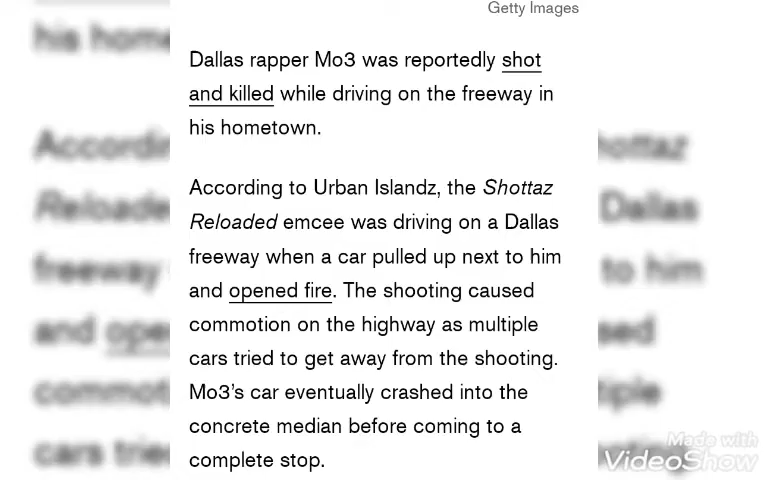 Getty Images
Dallas rapper Mo3 was reportedly shot
and killed while driving on the freeway in
his hometown.
According to Urban Islandz, the Shottaz
Reloaded emcee was driving on a Dallas
freeway when a car pulled up next to him
and opened fire. The shooting caused
commotion on the highway as multiple
cars tried to get away from the shooting.
Mo3’s car eventually crashed into the
concrete median before coming to a
complete stop.
Made with
VideoShow